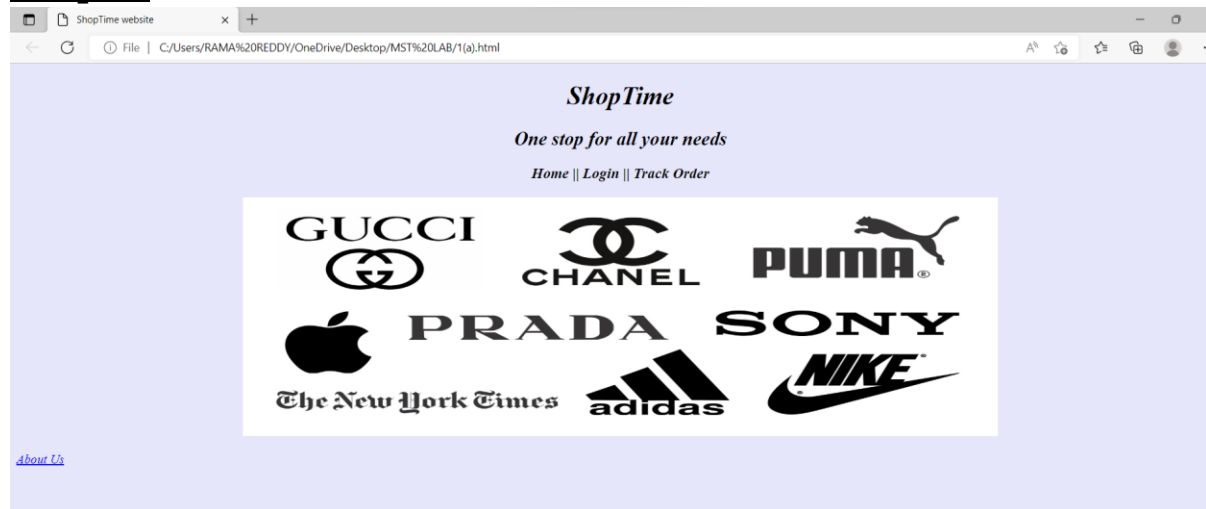 ShopTime website
File | C:/Users/RAMA%20REDDY/OneDrive/Desktop/MST%20LAB/1(a).html
ShopTime
One stop for all your needs
Home || Login || Track Order
GUCCI
CHANEL
PUMA®
PRADA
SONY
The New York Times
adidas
NIKE
About Us